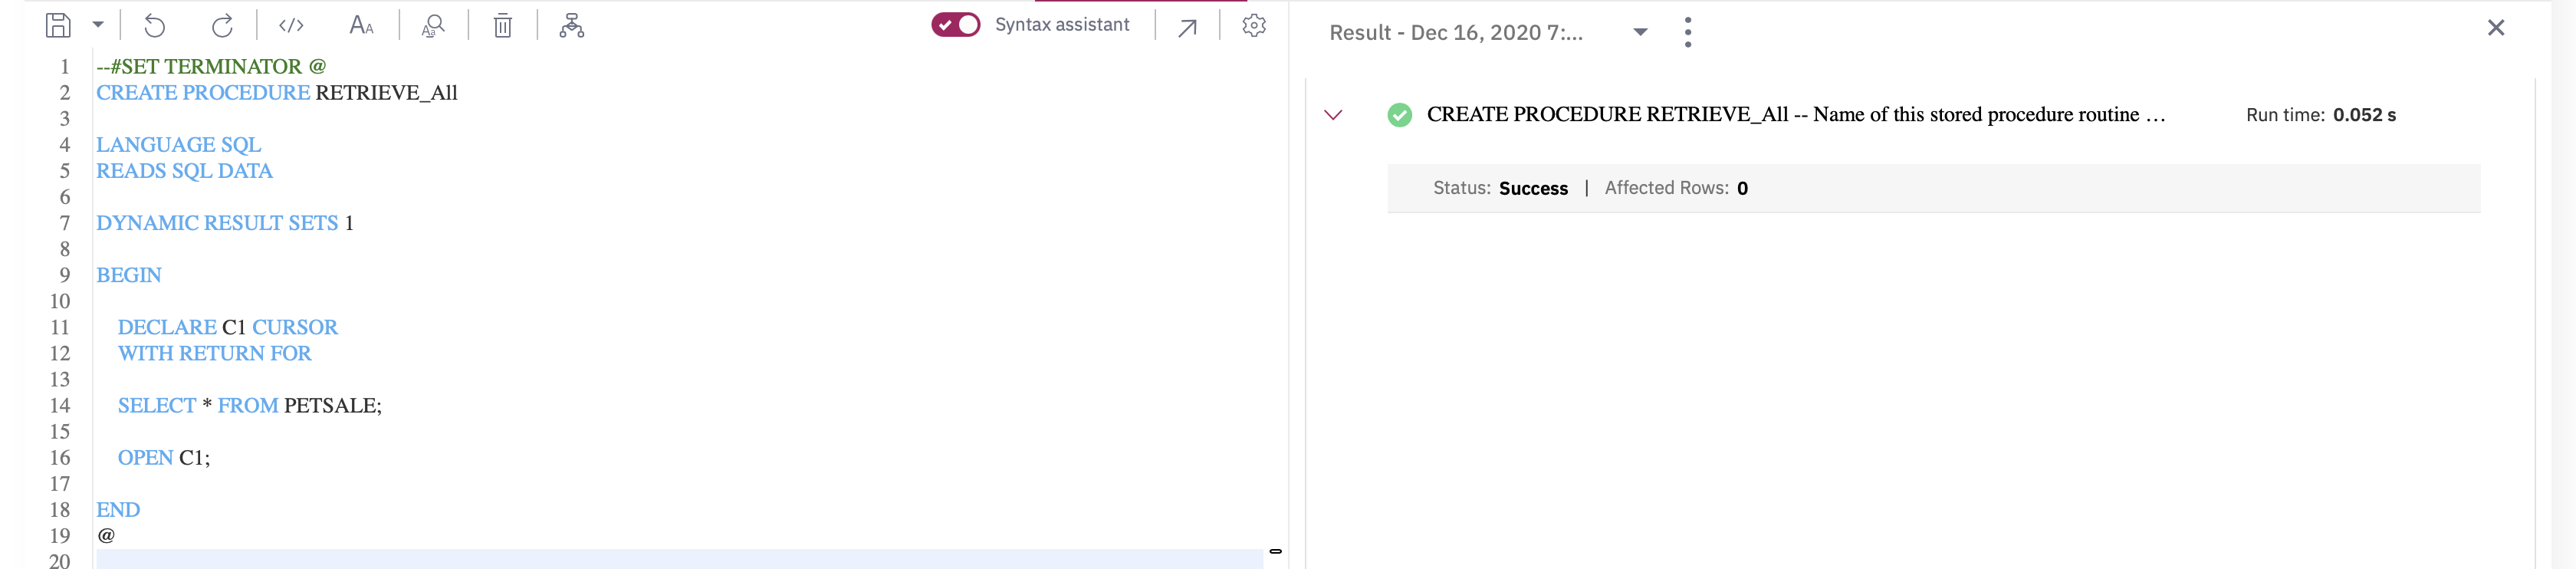 Syntax assistant
1 --#SET TERMINATOR @
2 CREATE PROCEDURE RETRIEVE_All
3
4 LANGUAGE SQL
5 READS SQL DATA
6
7 DYNAMIC RESULT SETS 1
8
9 BEGIN
10
11 DECLARE C1 CURSOR
12 WITH RETURN FOR
13
14 SELECT * FROM PETSALE;
15
16 OPEN C1;
17
18 END
19 @
20
Result - Dec 16, 2020 7:...
CREATE PROCEDURE RETRIEVE_All -- Name of this stored procedure routine … Run time: 0.052 s
Status: Success | Affected Rows: 0